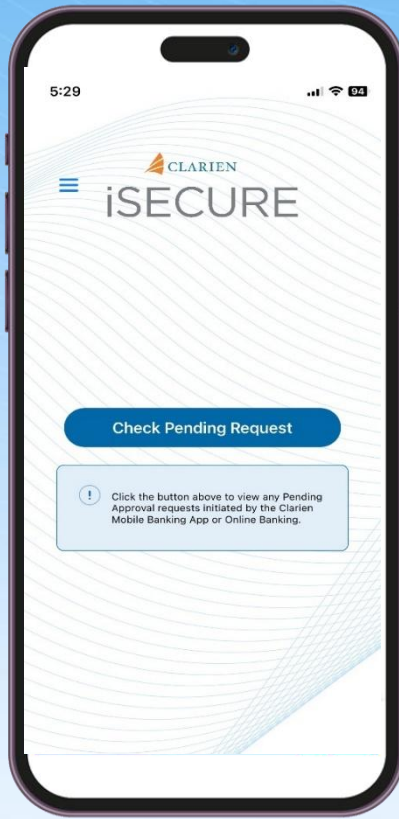 5:29
94
CLARIEN
iSECURE
Check Pending Request
Click the button above to view any Pending
Approval requests initiated by the Clarien
Mobile Banking App or Online Banking.